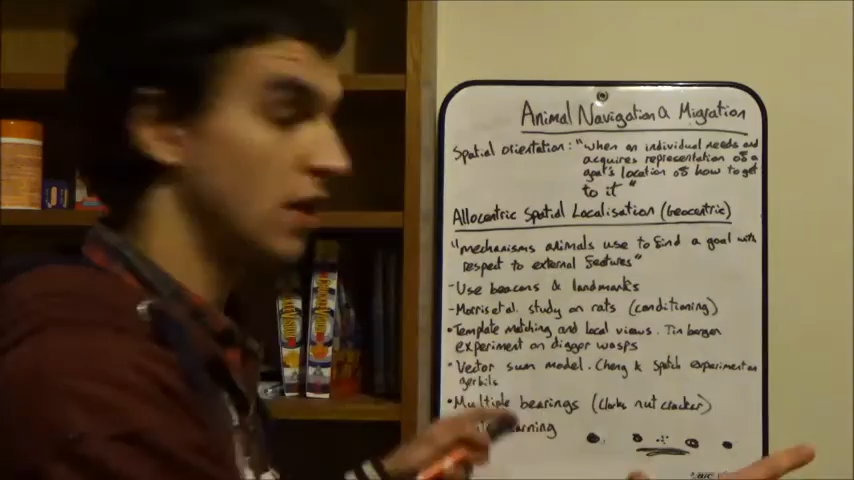 Animal Navigation & Migration
Spatial Orientation: "when an individual needs and
acquires representation of a
goal's location of how to get
to it"
Allocentric Spatial Localisation (Geocentric)
"mechanisms animals use to find a goal with
respect to external features"
- Use beacons & landmarks
- Morris et al. study on rats (conditioning)
• Template matching and local views. Tin bergen
experiment on digger wasps
• Vector sum model. Cheng & Spetch experiment on
gerbils
• Multiple bearings (Clarks nut cracker)